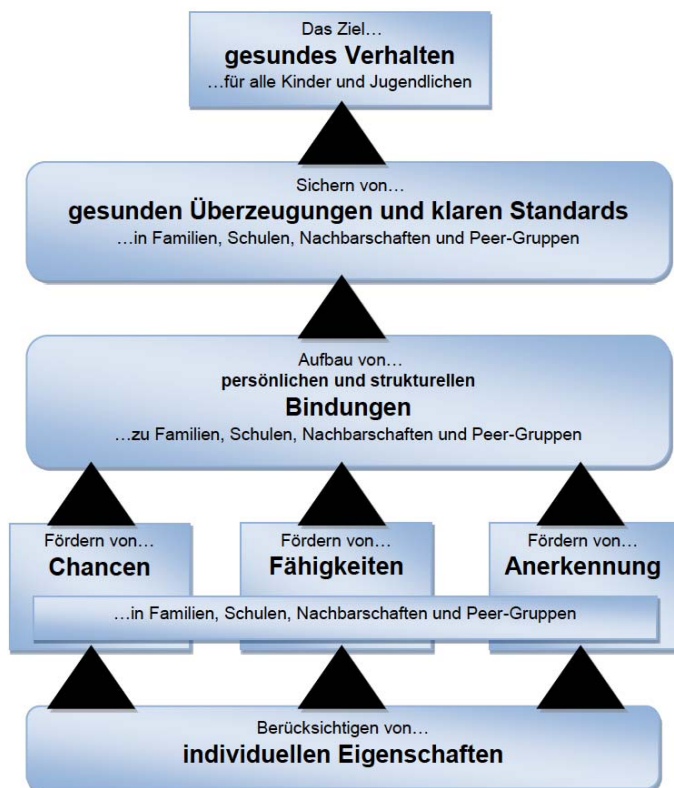 Das Ziel…
gesundes Verhalten
…für alle Kinder und Jugendlichen
Sichern von…
gesunden Überzeugungen und klaren Standards
…in Familien, Schulen, Nachbarschaften und Peer-Gruppen
Aufbau von…
persönlichen und strukturellen
Bindungen
…zu Familien, Schulen, Nachbarschaften und Peer-Gruppen
Fördern von…
Chancen
Fördern von…
Fähigkeiten
Fördern von…
Anerkennung
…in Familien, Schulen, Nachbarschaften und Peer-Gruppen
Berücksichtigen von…
individuellen Eigenschaften